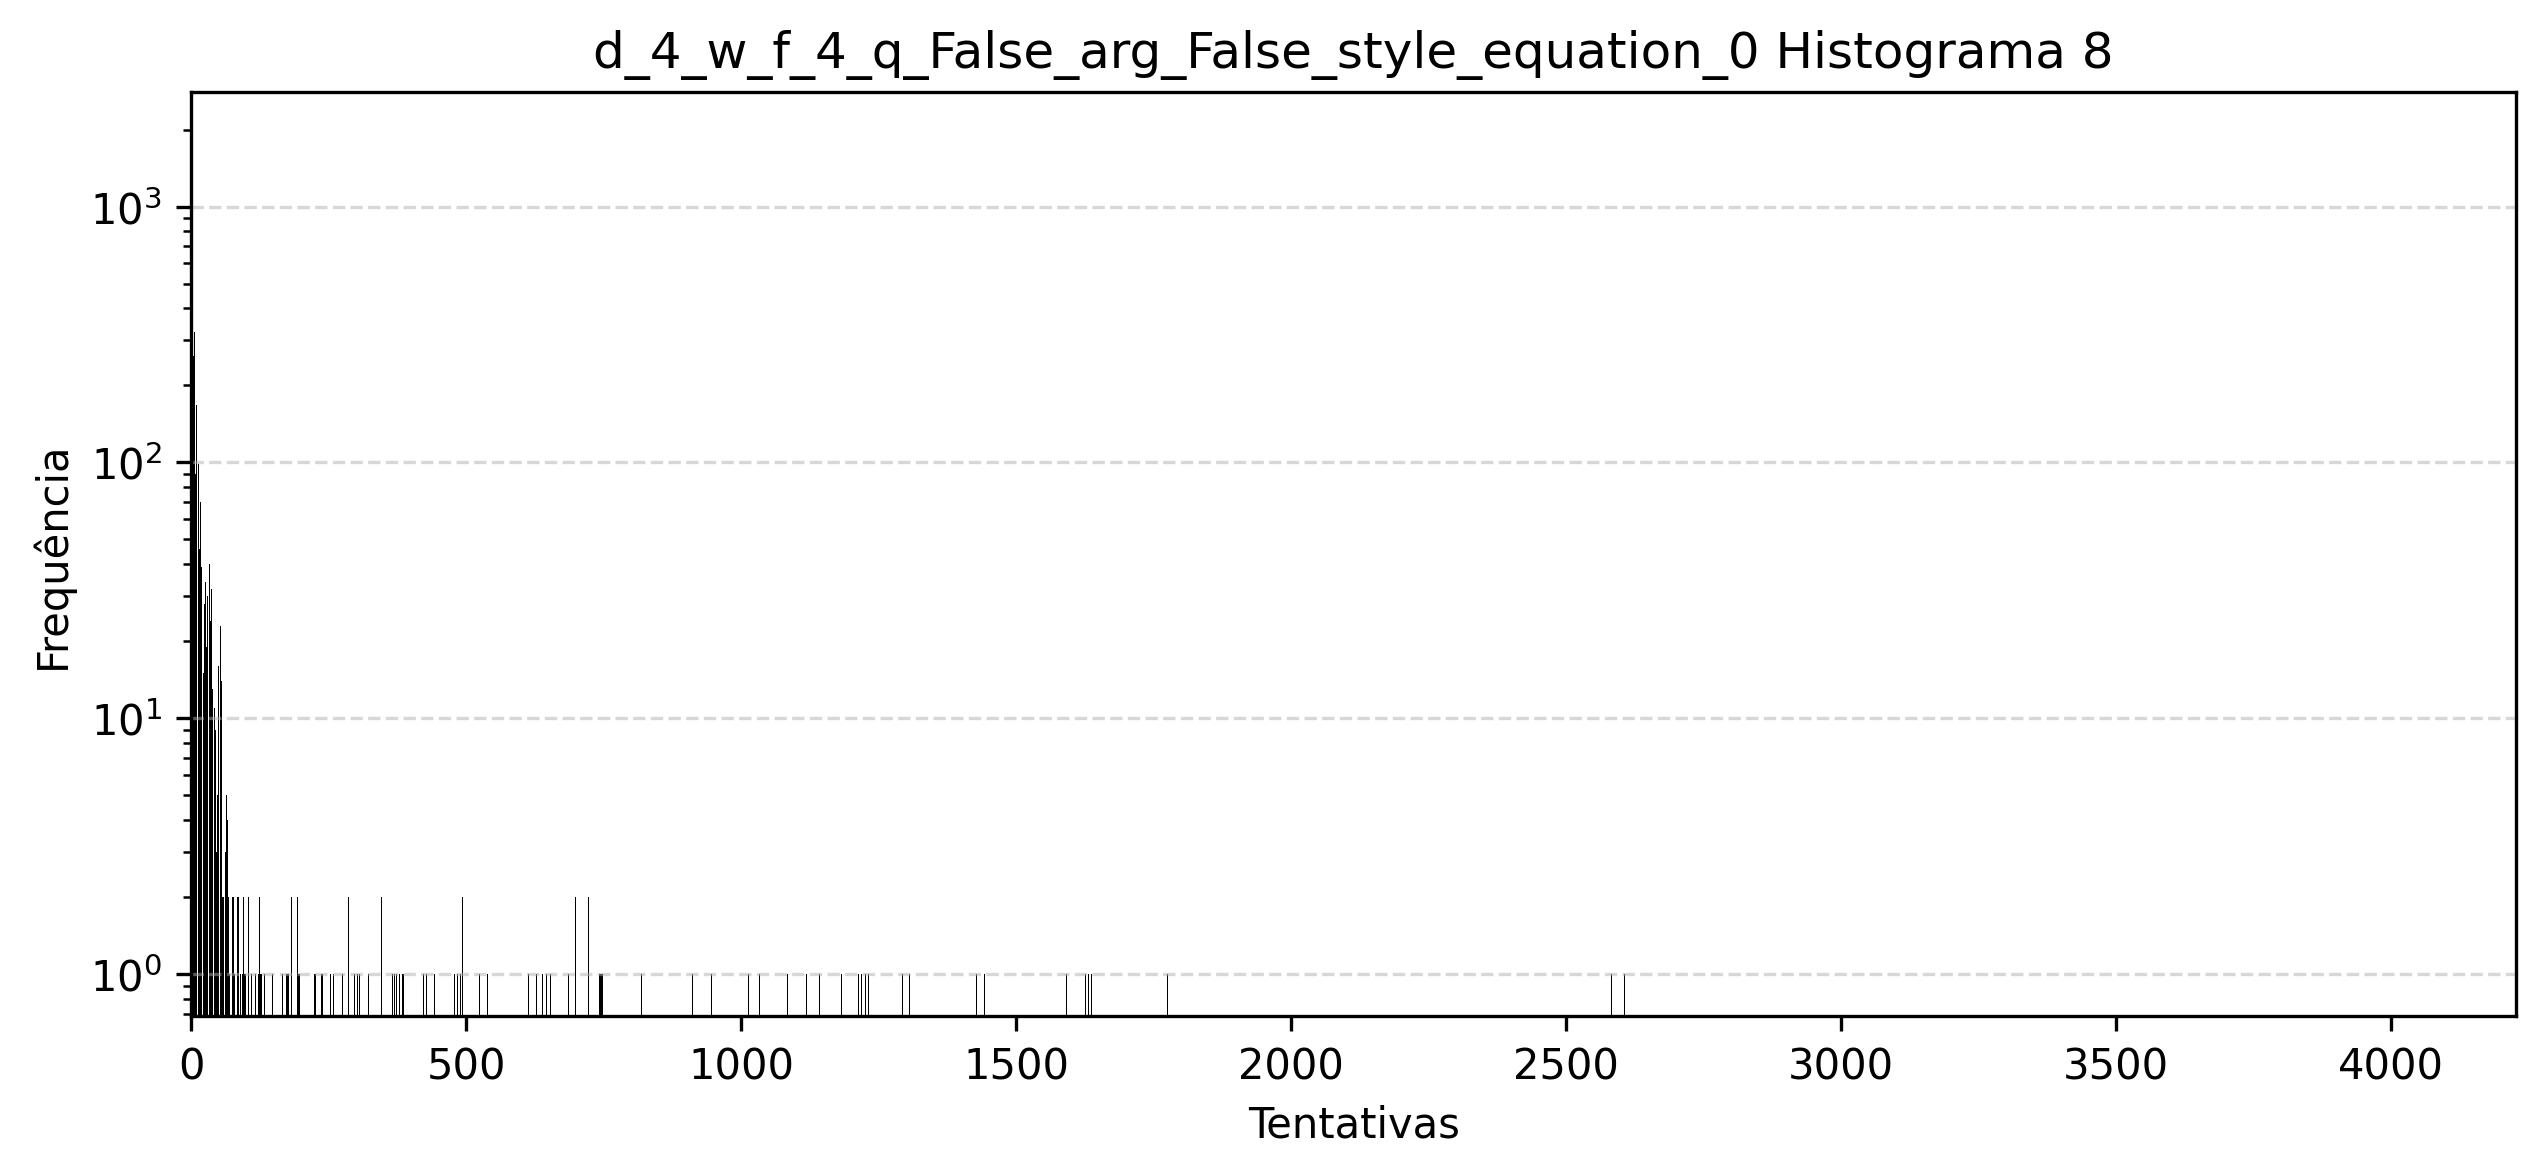 d_4_w_f_4_q_False_arg_False_style_equation_0 Histograma 8
Frequência
10³
10²
10¹
10⁰
0 500 1000 1500 2000 2500 3000 3500 4000
Tentativas